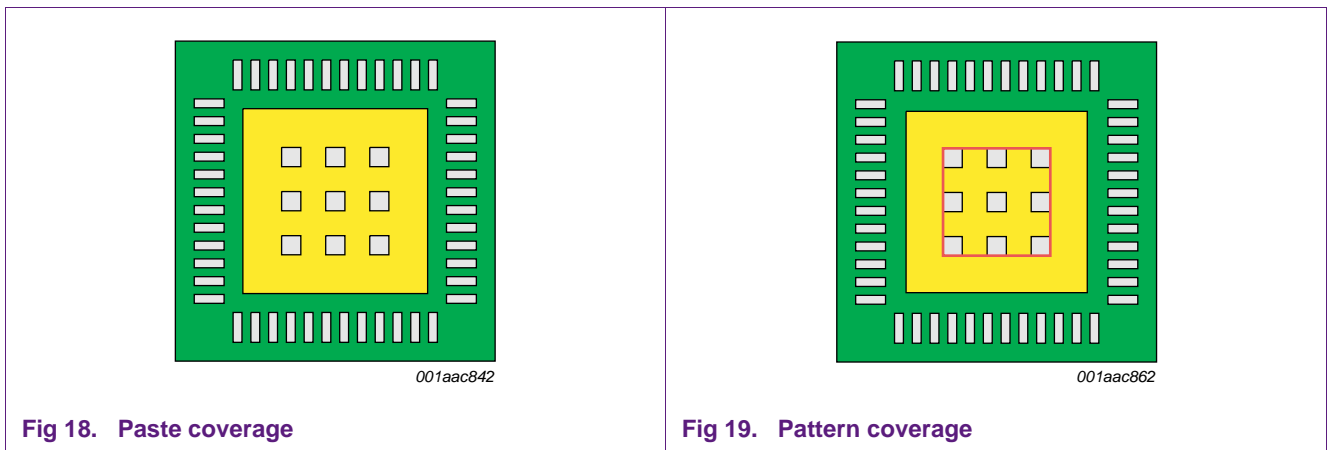 001aac842
001aac862
Fig 18. Paste coverage
Fig 19. Pattern coverage